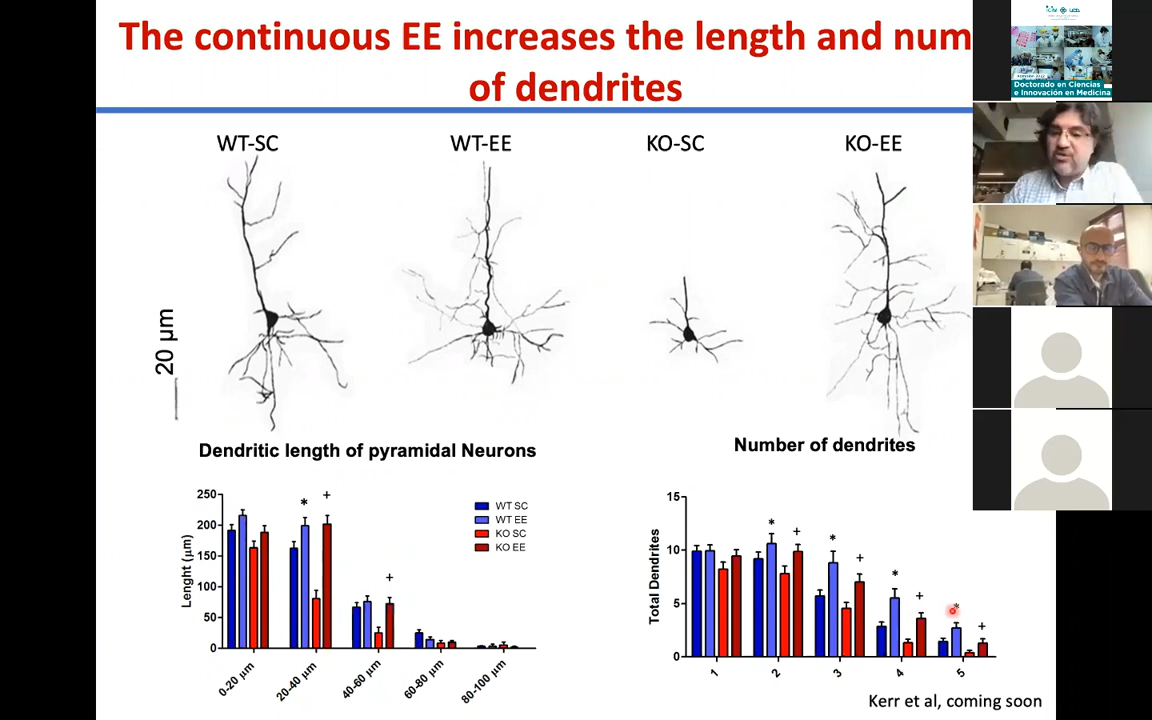 The continuous EE increases the length and num
of dendrites
WT-SC
WT-EE
KO-SC
KO-EE
20 µm
Dendritic length of pyramidal Neurons
Lenght (µm)
250
200
150
100
50
0
* +
+
WT SC
WT EE
KO SC
KO EE
0-20 µm
20-40 µm
40-60 µm
60-80 µm
80-100 µm
Number of dendrites
Total Dendrites
15
10
5
0
* +
* +
* +
* +
1
2
3
4
5
Kerr et al, coming soon
Doctorado en Ciencias
e Innovación en Medicina